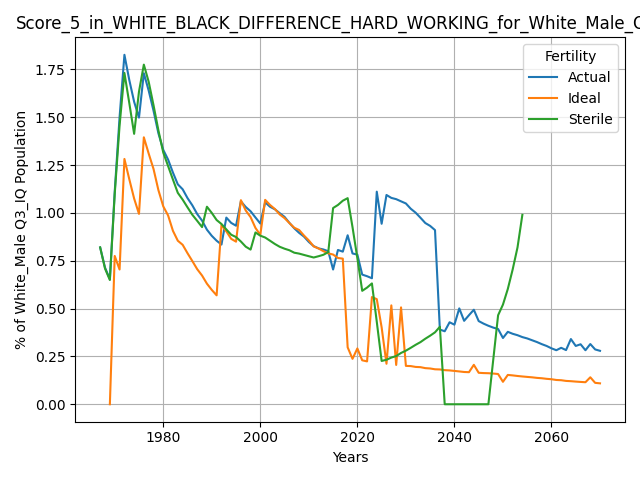 Score_5_in_WHITE_BLACK_DIFFERENCE_HARD_WORKING_for_White_Male_
Fertility
Actual
Ideal
Sterile
% of White_Male Q3_IQ Population
1.75
1.50
1.25
1.00
0.75
0.50
0.25
0.00
1980 2000 2020 2040 2060
Years